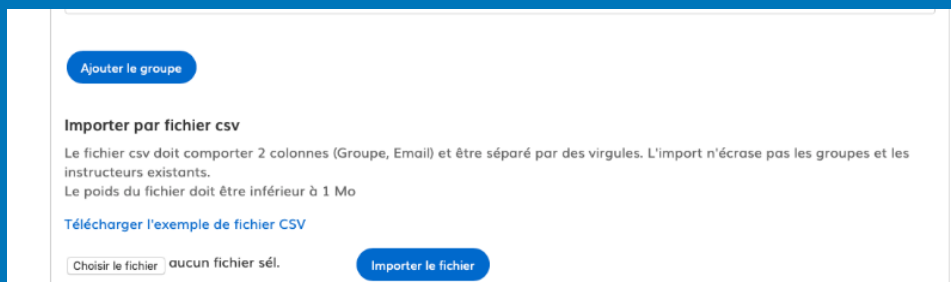 Ajouter le groupe
Importer par fichier csv
Le fichier csv doit comporter 2 colonnes (Groupe, Email) et être séparé par des virgules. L'import n'écrase pas les groupes et les
instructeurs existants.
Le poids du fichier doit être inférieur à 1 Mo
Télécharger l'exemple de fichier CSV
Choisir le fichier aucun fichier sél. Importer le fichier